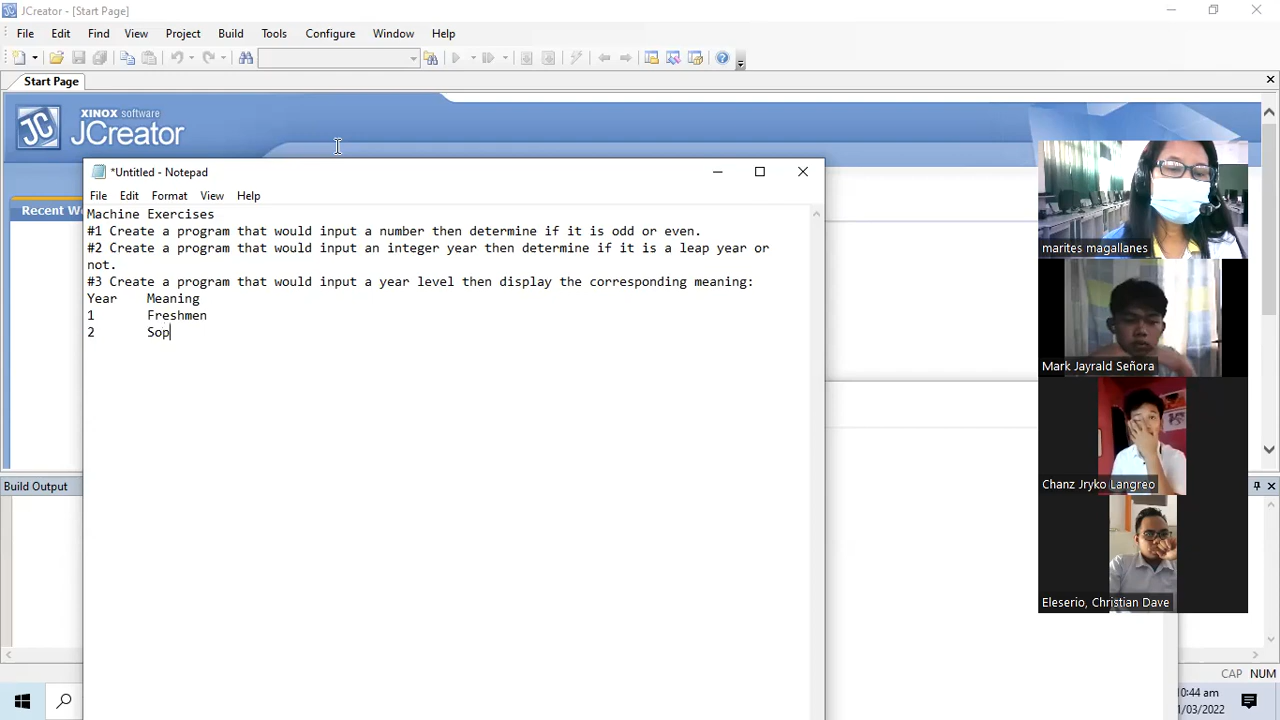 JCreator - [Start Page]
File Edit Find View Project Build Tools Configure Window Help
Start Page
JC XINOX software
JCreator
Recent
*Untitled - Notepad
File Edit Format View Help
Machine Exercises
#1 Create a program that would input a number then determine if it is odd or even.
#2 Create a program that would input an integer year then determine if it is a leap year or
not.
#3 Create a program that would input a year level then display the corresponding meaning:
Year Meaning
1 Freshmen
2 Sop
Build Output
marites magallanes
Mark Jayrald Señora
Chanz Jryko Langreo
Eleserio, Christian Dave
CAP NUM
10:44 am
1/03/2022